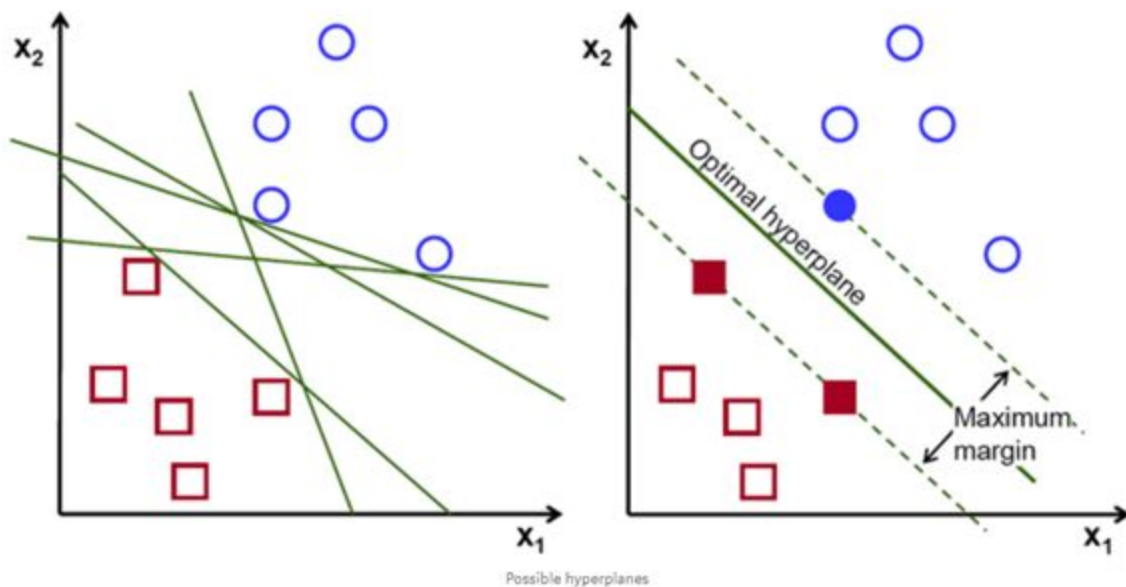 X2
X1
X2
Optimal hyperplane
Maximum
margin
X1
Possible hyperplanes